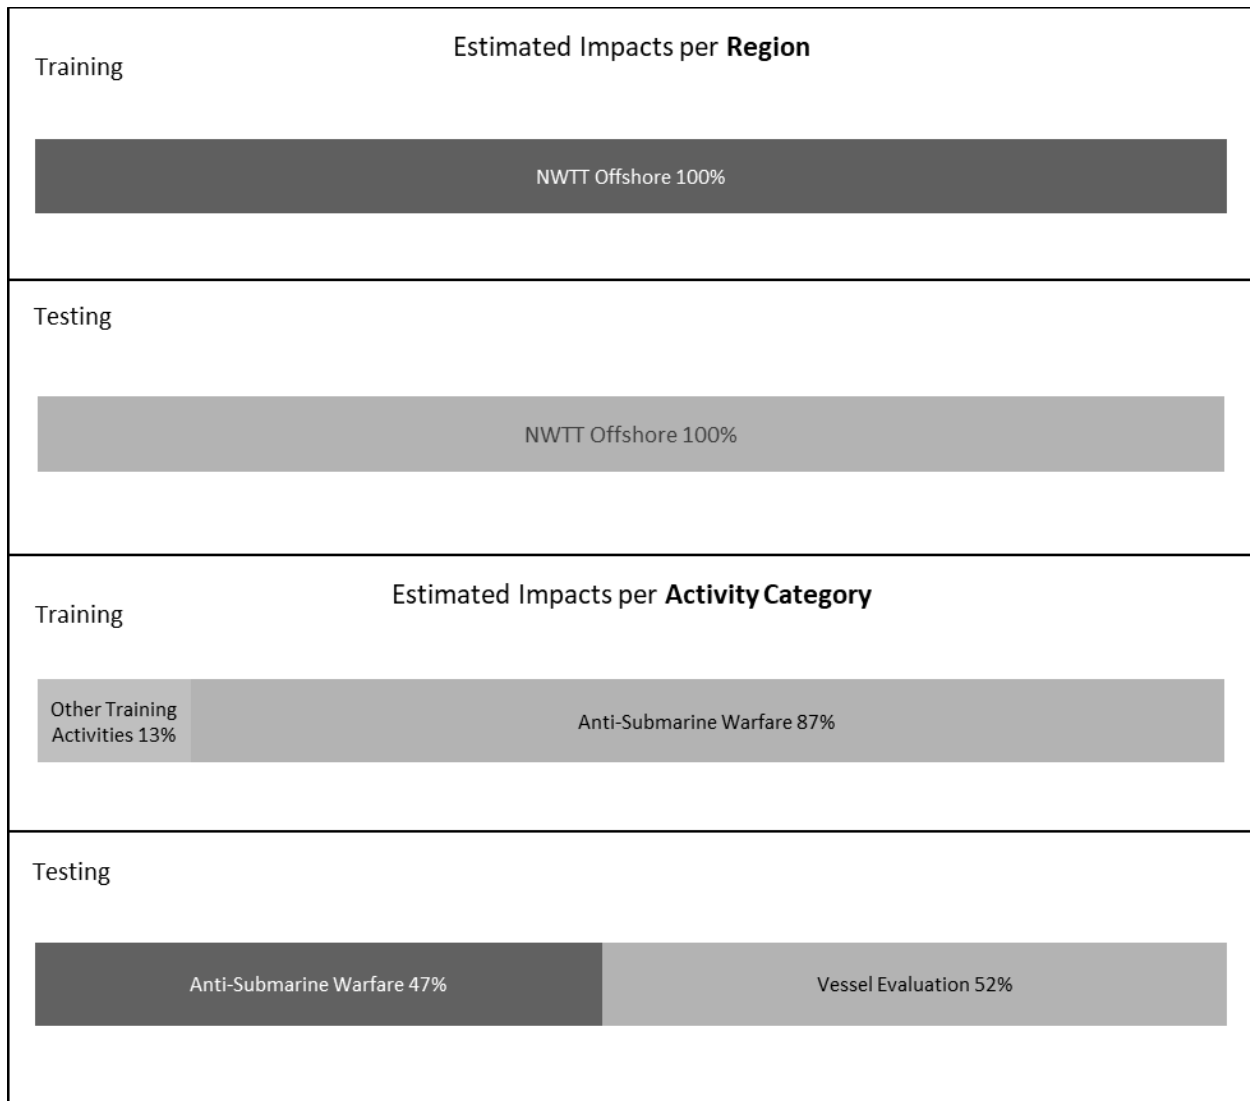 Estimated Impacts per Region
Training
NWTT Offshore 100%
Testing
NWTT Offshore 100%
Estimated Impacts per Activity Category
Training
Other Training
Activities 13%
Anti-Submarine Warfare 87%
Testing
Anti-Submarine Warfare 47%
Vessel Evaluation 52%